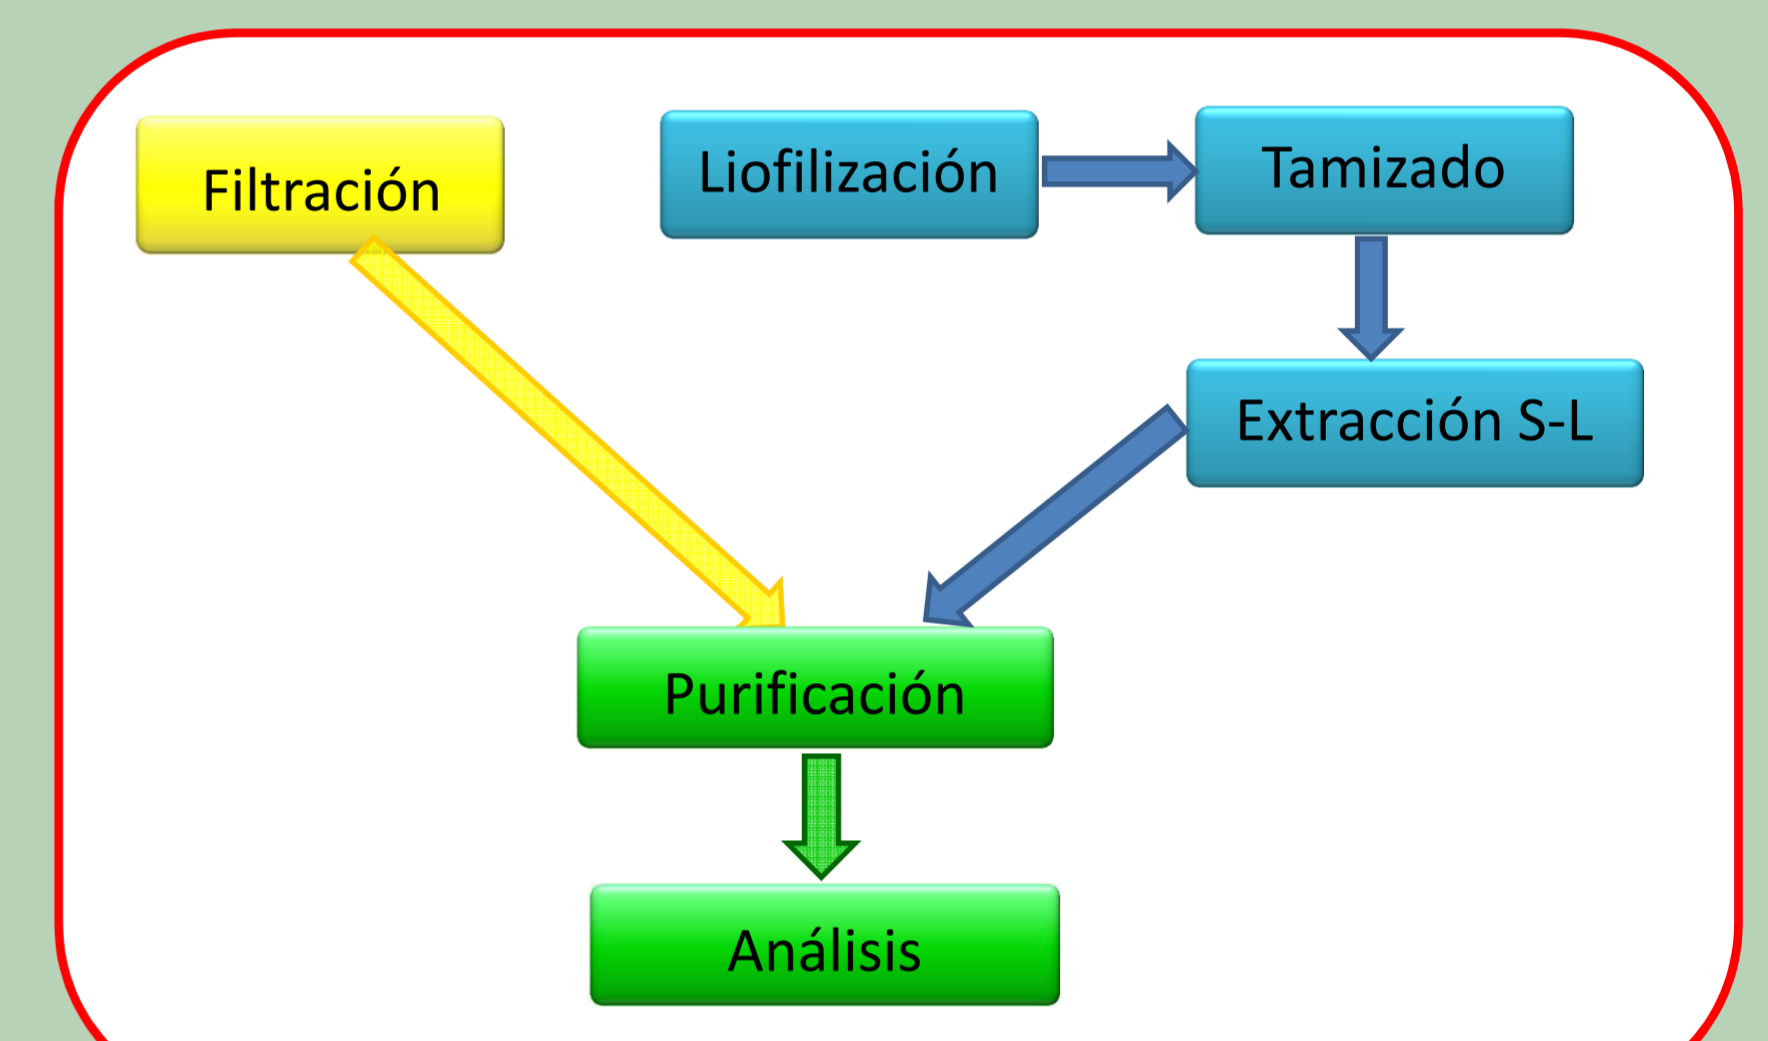 Filtración
Liofilización
Tamizado
Extracción S-L
Purificación
Análisis